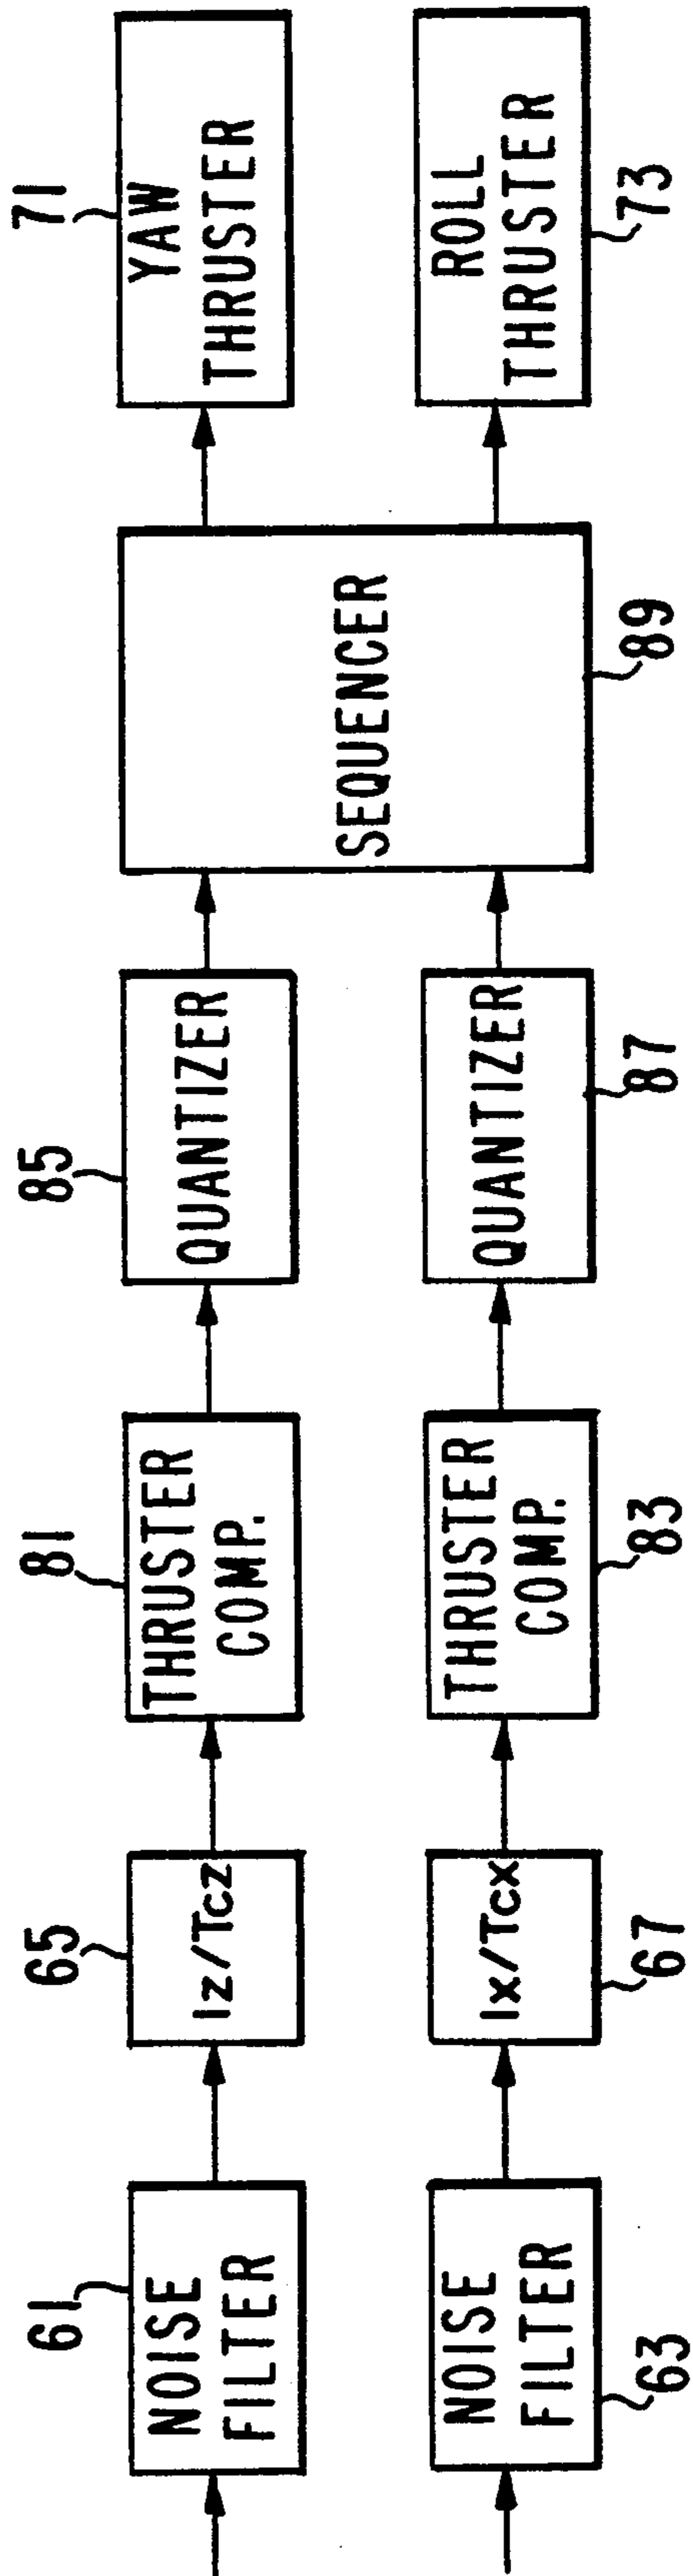 61
NOISE
FILTER
65
Iz/Tcz
81
THRUSTER
COMP.
85
QUANTIZER
SEQUENCER
89
71
YAW
THRUSTER
NOISE
FILTER
63
Ix/Tcx
67
THRUSTER
COMP.
83
QUANTIZER
87
ROLL
THRUSTER
73